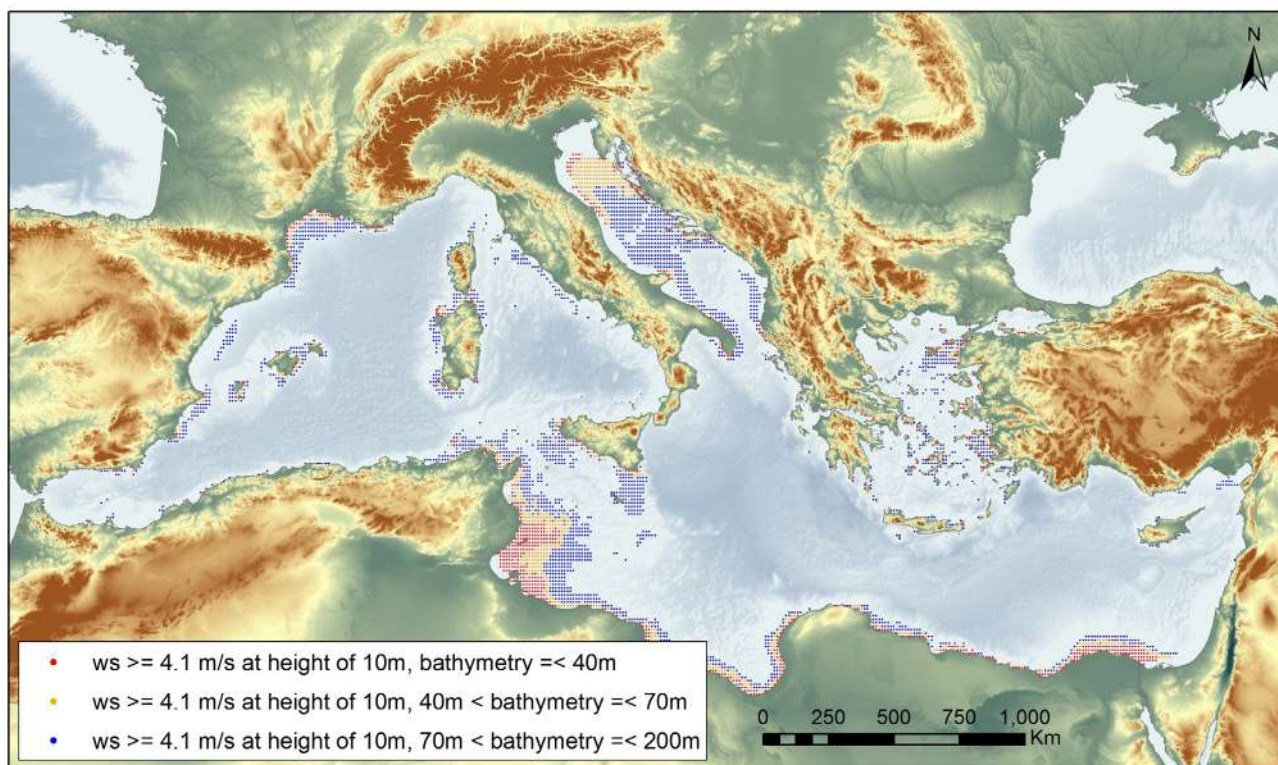 N
ws >= 4.1 m/s at height of 10m, bathymetry =< 40m
ws >= 4.1 m/s at height of 10m, 40m < bathymetry =< 70m
ws >= 4.1 m/s at height of 10m, 70m < bathymetry =< 200m
0 250 500 750 1,000
Km